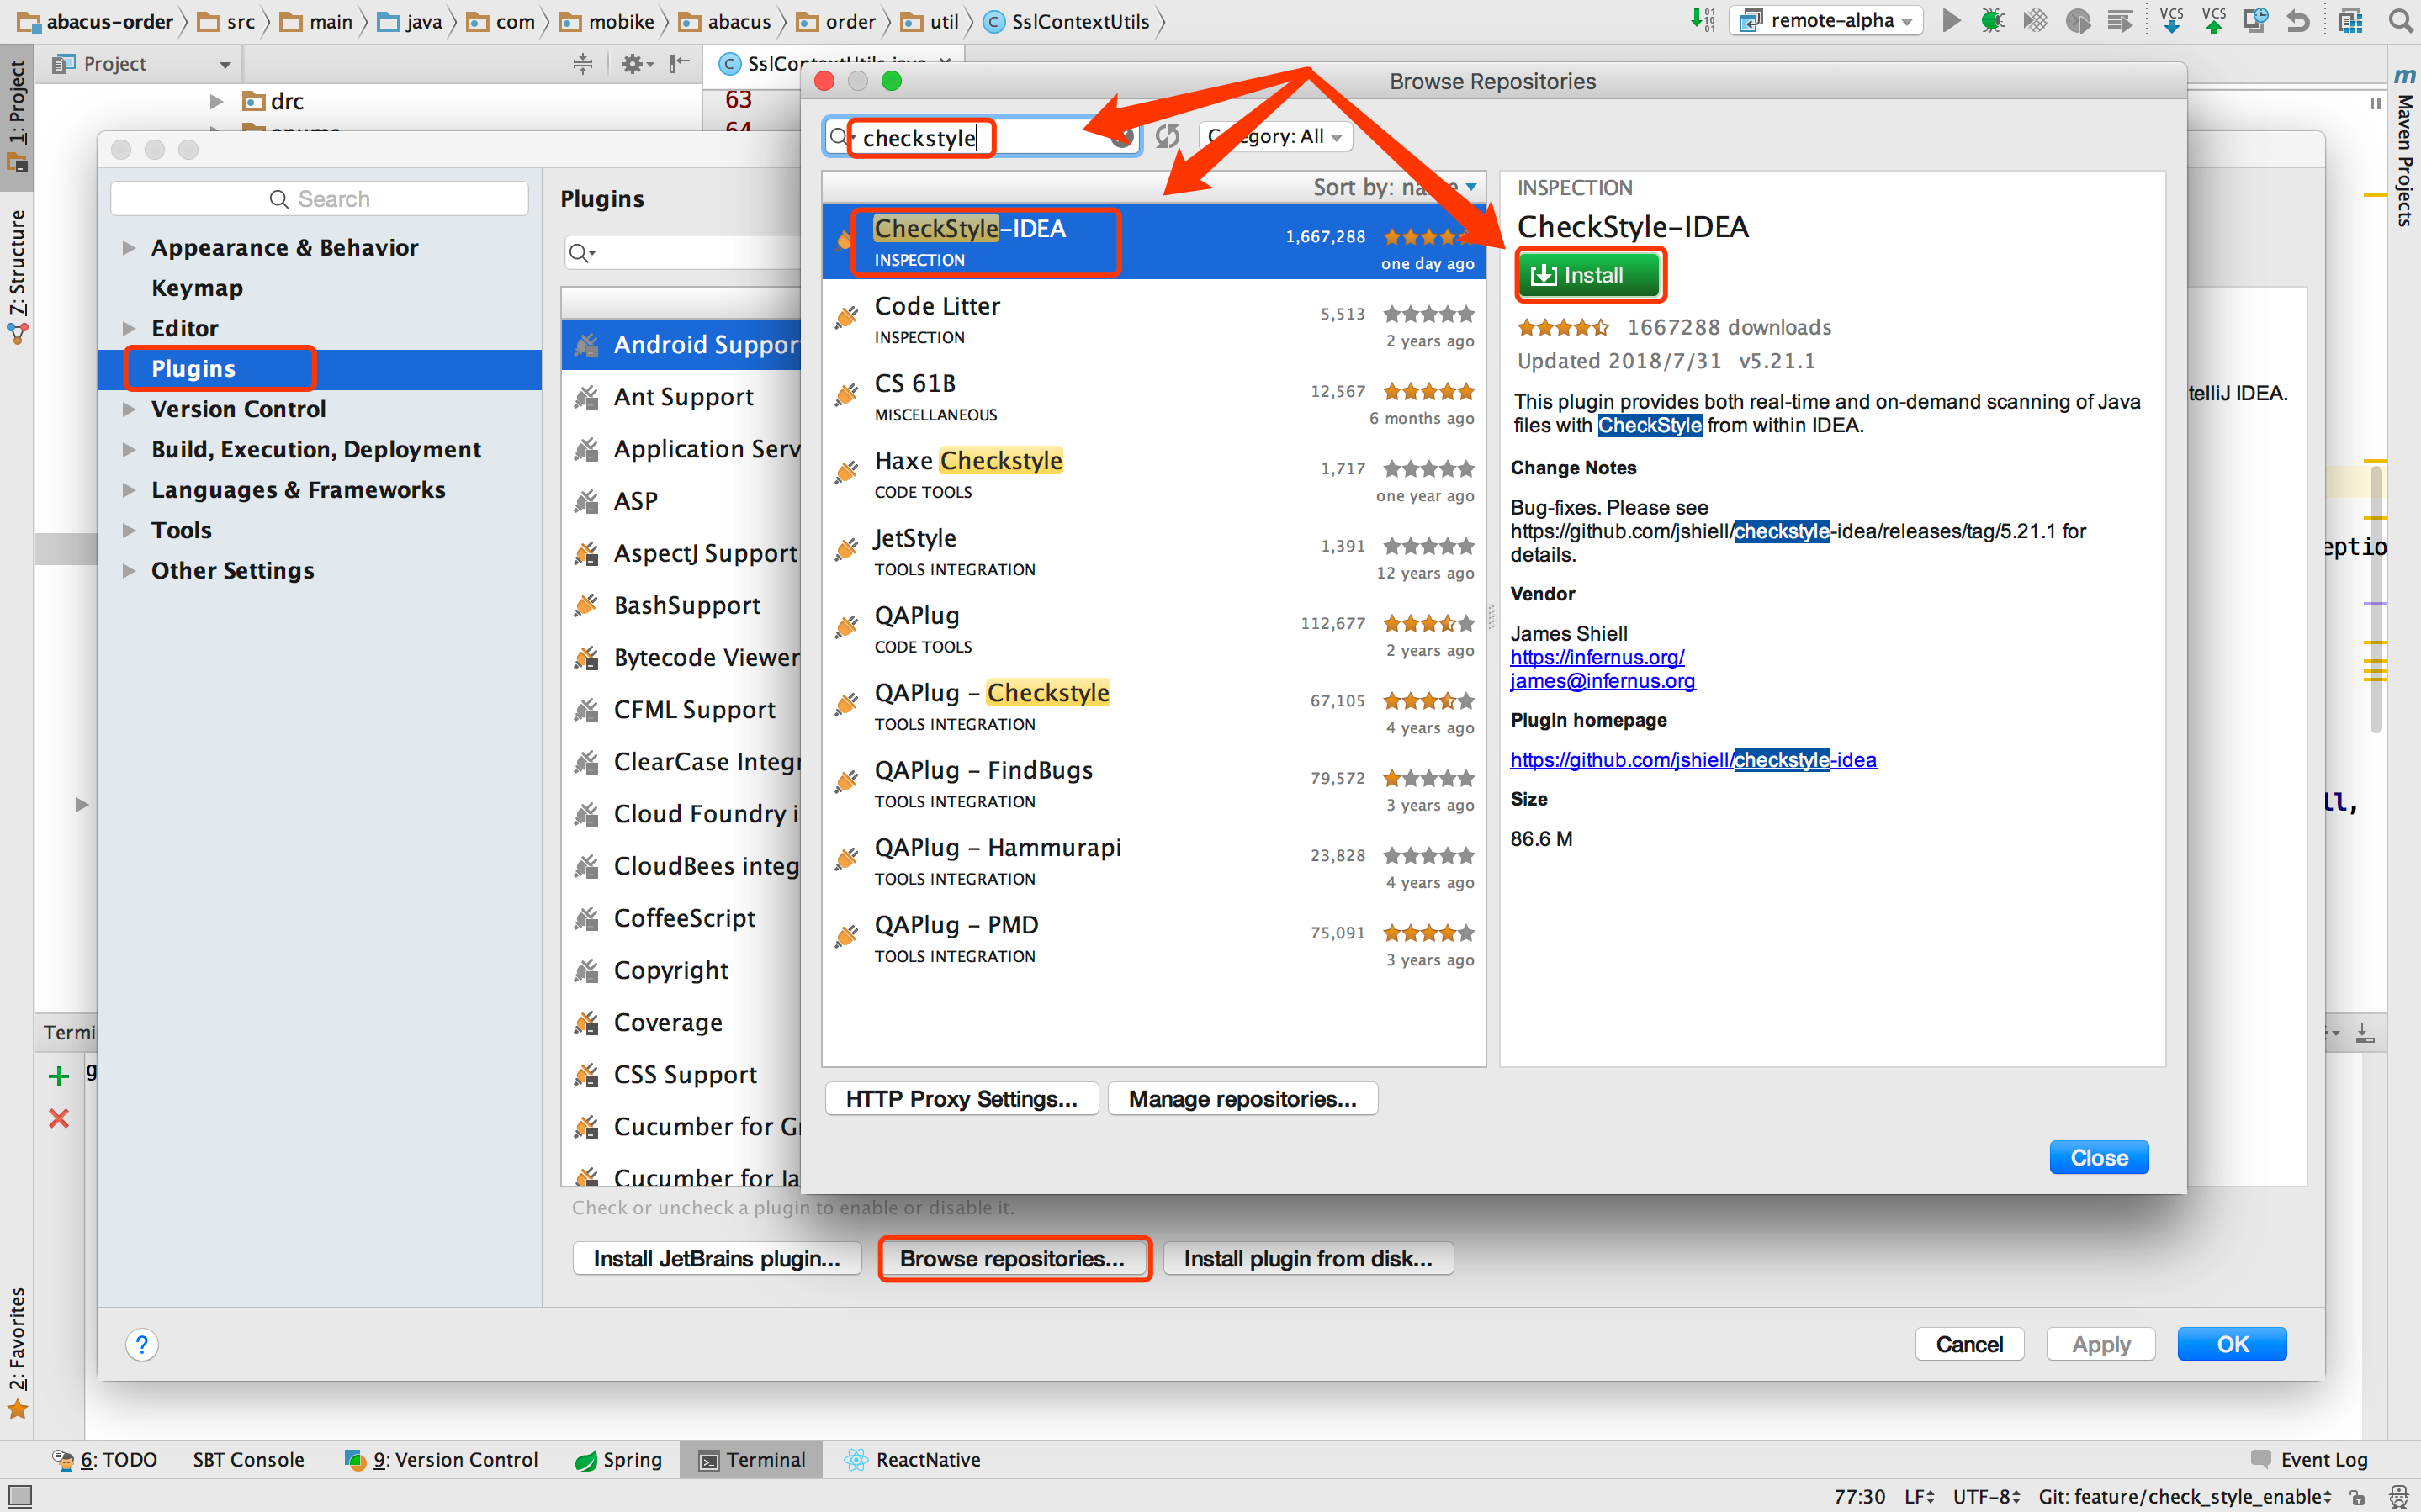 abacus-order src main java com mobike abacus order util SslContextUtils
remote-alpha
VCS VCS
Project
1: Project
7: Structure
2: Favorites
Maven Projects
drc
63
64
Browse Repositories
checkstyle
Category: All
Sort by: name
Search
Appearance & Behavior
Keymap
Editor
Plugins
Version Control
Build, Execution, Deployment
Languages & Frameworks
Tools
Other Settings
Plugins
Android Suppor
Ant Support
Application Serv
ASP
AspectJ Support
BashSupport
Bytecode Viewer
CFML Support
ClearCase Integr
Cloud Foundry i
CloudBees integ
CoffeeScript
Copyright
Coverage
CSS Support
Cucumber for G
Cucumber for Ja
Check or uncheck a plugin to enable or disable it.
Install JetBrains plugin...
Browse repositories...
Install plugin from disk...
CheckStyle-IDEA
1,667,288
INSPECTION
one day ago
Code Litter
5,513
INSPECTION
2 years ago
CS 61B
12,567
MISCELLANEOUS
6 months ago
Haxe Checkstyle
1,717
CODE TOOLS
one year ago
JetStyle
1,391
TOOLS INTEGRATION
12 years ago
QAPlug
112,677
CODE TOOLS
2 years ago
QAPlug – Checkstyle
67,105
TOOLS INTEGRATION
4 years ago
QAPlug – FindBugs
79,572
TOOLS INTEGRATION
3 years ago
QAPlug – Hammurapi
23,828
TOOLS INTEGRATION
4 years ago
QAPlug – PMD
75,091
TOOLS INTEGRATION
3 years ago
HTTP Proxy Settings...
Manage repositories...
INSPECTION
CheckStyle-IDEA
Install
1667288 downloads
Updated 2018/7/31 v5.21.1
This plugin provides both real-time and on-demand scanning of Java
files with CheckStyle from within IDEA.
Change Notes
Bug-fixes. Please see
https://github.com/jshiell/checkstyle-idea/releases/tag/5.21.1 for
details.
Vendor
James Shiell
https://infernus.org/
james@infernus.org
Plugin homepage
https://github.com/jshiell/checkstyle-idea
Size
86.6 M
Close
telliJ IDEA.
eptio
ll,
Termi
g
?
Cancel
Apply
OK
6: TODO
SBT Console
9: Version Control
Spring
Terminal
ReactNative
Event Log
77:30 LF UTF-8 Git: feature/check_style_enable